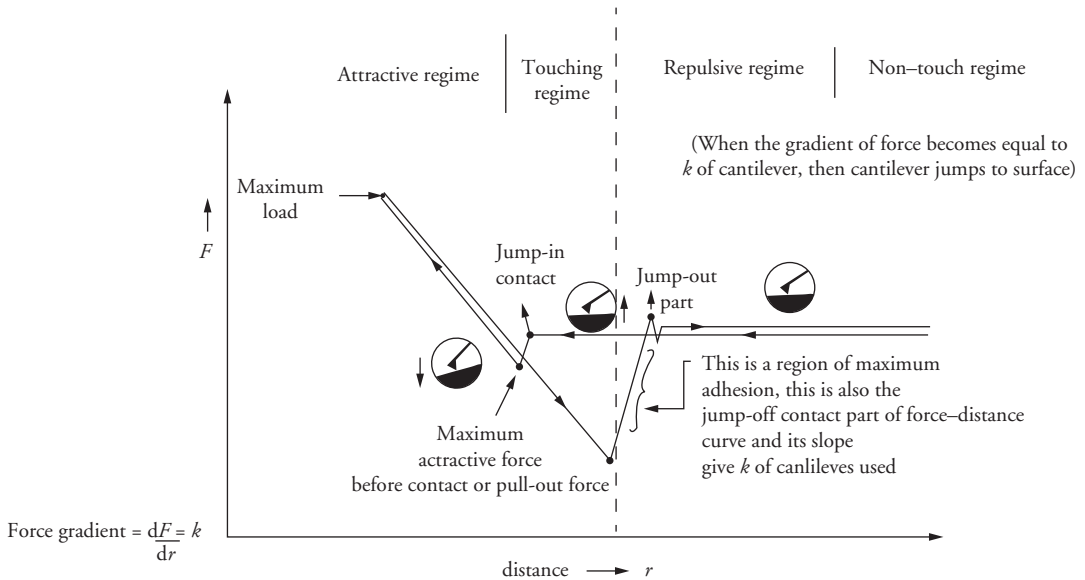 Attractive regime
Touching
regime
Repulsive regime
Non–touch regime
(When the gradient of force becomes equal to
k of cantilever, then cantilever jumps to surface)
Maximum
load
F
Jump-in
contact
Jump-out
part
This is a region of maximum
adhesion, this is also the
jump-off contact part of force–distance
curve and its slope
give k of canlileves used
Maximum
attractive force
before contact or pull-out force
Force gradient = dF = k
dr
distance
r